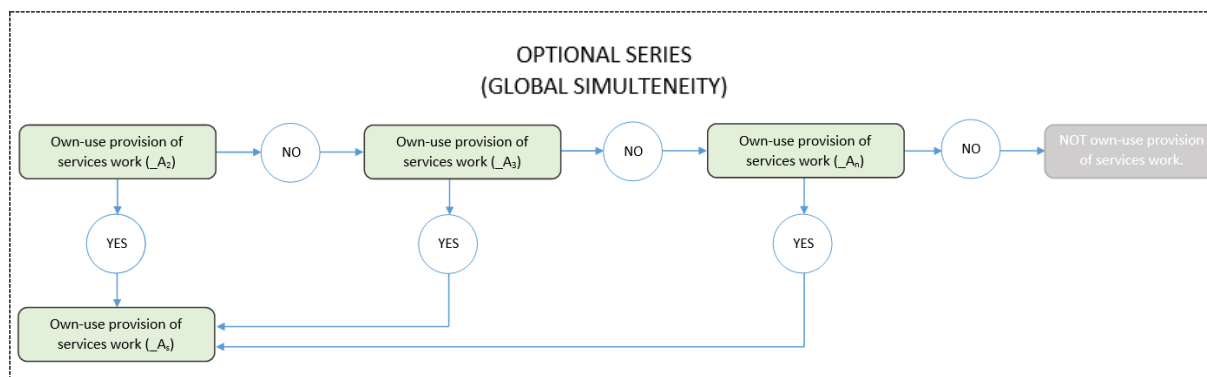 OPTIONAL SERIES
(GLOBAL SIMULTENEITY)
Own-use provision of
services work (_A₂)
NO
Own-use provision of
services work (_A₃)
NO
Own-use provision of
services work (_Aₙ)
NO
NOT own-use provision
of services work.
YES
YES
YES
Own-use provision of
services work (_Aₛ)